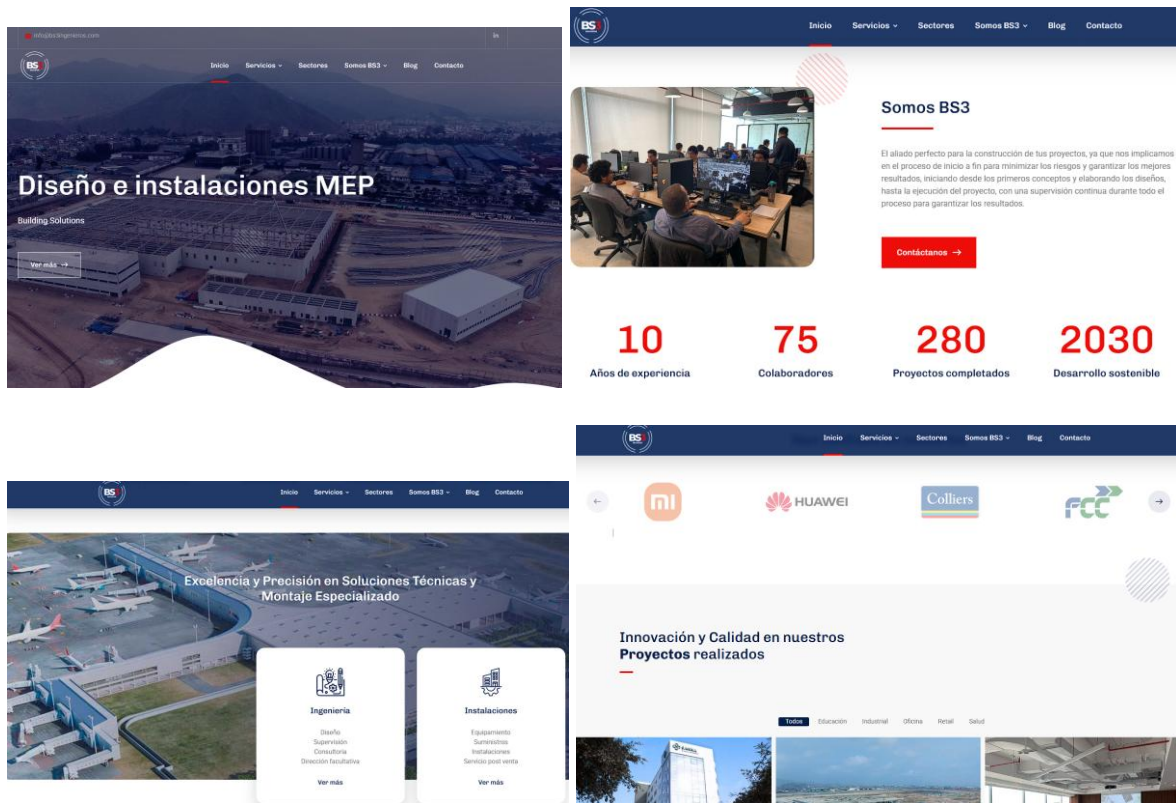 info@bs3ingenieros.com
in
BS3
Inicio Servicios Sectores Somos BS3 Blog Contacto
Diseño e instalaciones MEP
Building Solutions
Ver más →
BS3
Inicio Servicios Sectores Somos BS3 Blog Contacto
Somos BS3
El aliado perfecto para la construcción de tus proyectos, ya que nos implicamos
en el proceso de inicio a fin para minimizar los riesgos y garantizar los mejores
resultados, iniciando desde los primeros conceptos y elaborando los diseños,
hasta la ejecución del proyecto, con una supervisión continua durante todo el
proceso para garantizar los resultados.
Contáctanos →
10 75 280 2030
Años de experiencia Colaboradores Proyectos completados Desarrollo sostenible
BS3
Inicio Servicios Sectores Somos BS3 Blog Contacto
Excelencia y Precisión en Soluciones Técnicas y
Montaje Especializado
Ingeniería
Diseño
Supervisión
Consultoría
Dirección facultativa
Ver más
Instalaciones
Equipamiento
Suministros
Instalaciones
Servicio post venta
Ver más
BS3
Inicio Servicios Sectores Somos BS3 Blog Contacto
← mi HUAWEI Colliers FCC →
Innovación y Calidad en nuestros
Proyectos realizados
Todos Educación Industrial Oficina Retail Salud